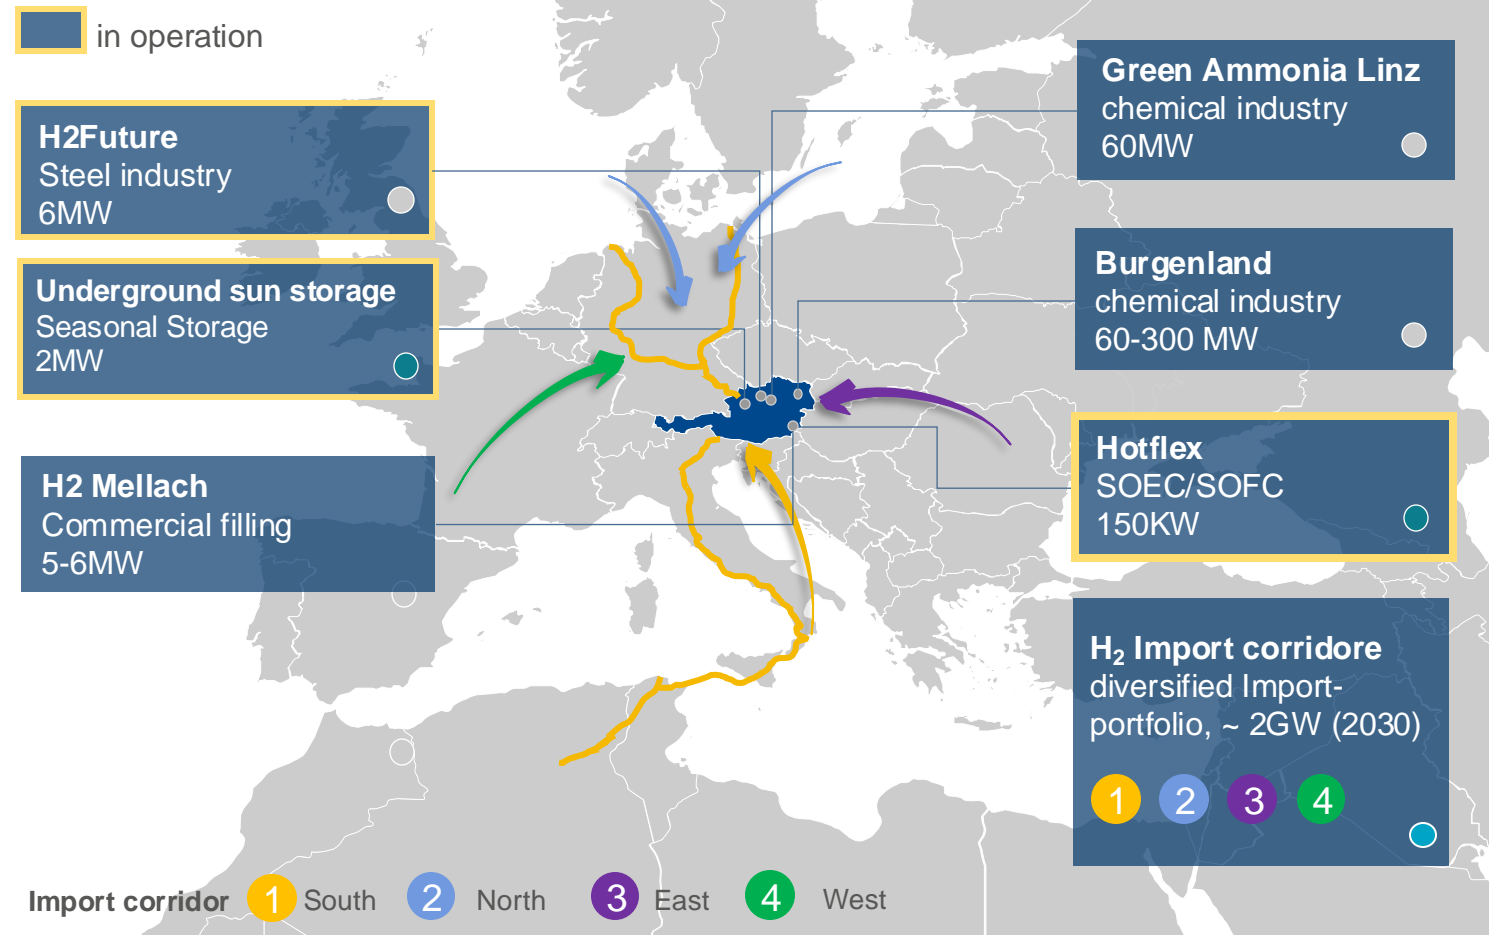 in operation
H2Future
Steel industry
6MW
Underground sun storage
Seasonal Storage
2MW
H2 Mellach
Commercial filling
5-6MW
Green Ammonia Linz
chemical industry
60MW
Burgenland
chemical industry
60-300 MW
Hotflex
SOEC/SOFC
150KW
H₂ Import corridore
diversified Import-
portfolio, ~ 2GW (2030)
1 2 3 4
Import corridor 1 South 2 North 3 East 4 West